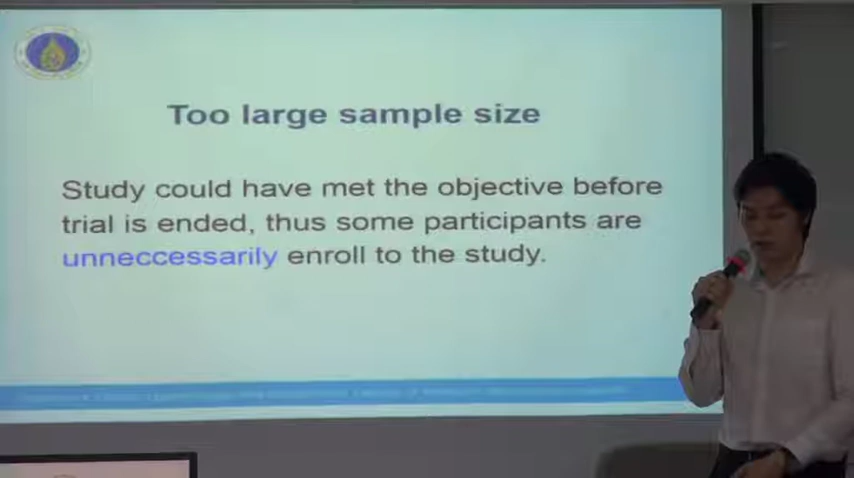 Too large sample size
Study could have met the objective before
trial is ended, thus some participants are
unneccessarily enroll to the study.